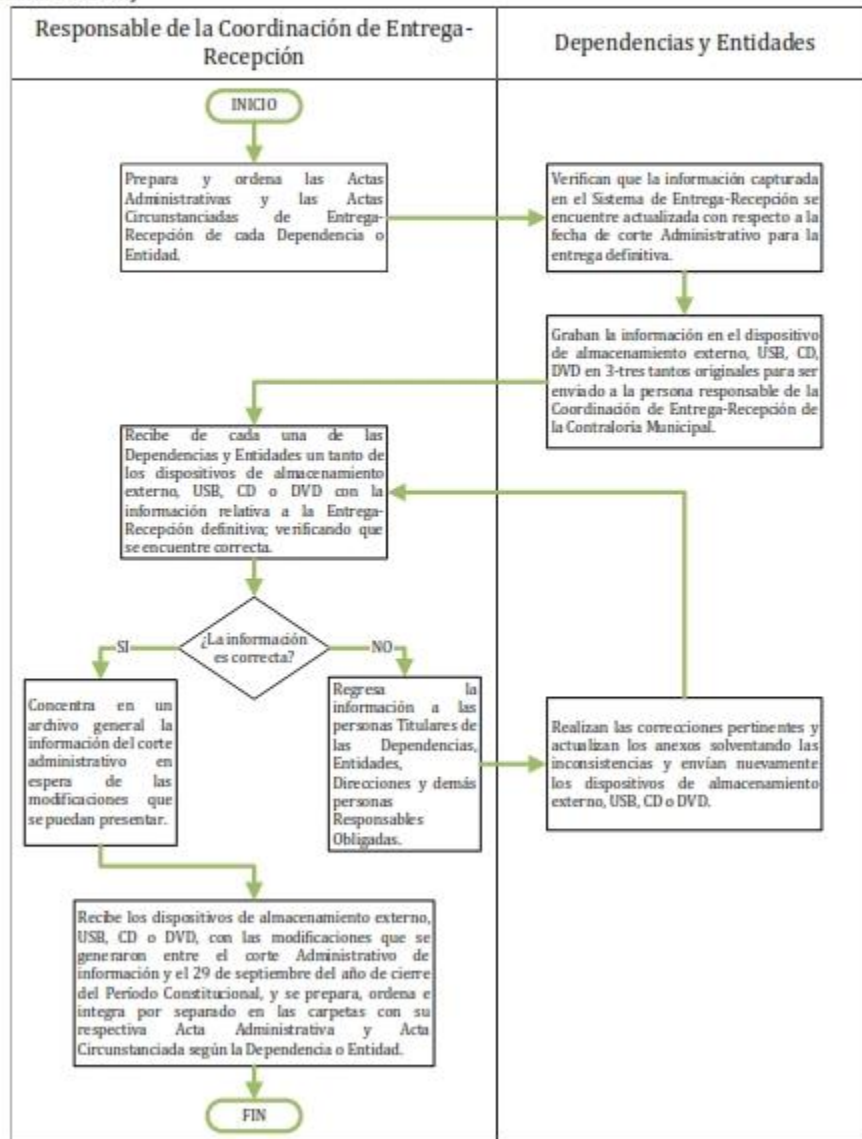 Responsable de la Coordinación de Entrega-
Recepción
Dependencias y Entidades
INICIO
Prepara y ordena las Actas
Administrativas y las Actas
Circunstanciadas de Entrega-
Recepción de cada Dependencia o
Entidad.
Verifican que la información capturada
en el Sistema de Entrega-Recepción se
encuentre actualizada con respecto a la
fecha de corte Administrativo para la
entrega definitiva.
Graban la información en el dispositivo
de almacenamiento externo, USB, CD,
DVD en 3-tres tantos originales para ser
enviado a la persona responsable de la
Coordinación de Entrega-Recepción de
la Contraloría Municipal.
Recibe de cada una de las
Dependencias y Entidades un tanto de
los dispositivos de almacenamiento
externo, USB, CD o DVD con la
información relativa a la Entrega-
Recepción definitiva; verificando que
se encuentre correcta.
¿La información
es correcta?
SI
NO
Concentra en un
archivo general la
información del corte
administrativo en
espera de las
modificaciones que
se puedan presentar.
Regresa la
información a las
personas Titulares de
las Dependencias,
Entidades,
Direcciones y demás
personas
Responsables
Obligadas.
Realizan las correcciones pertinentes y
actualizan los anexos solventando las
inconsistencias y envían nuevamente
los dispositivos de almacenamiento
externo, USB, CD o DVD.
Recibe los dispositivos de almacenamiento externo,
USB, CD o DVD, con las modificaciones que se
generaron entre el corte Administrativo de
información y el 29 de septiembre del año de cierre
del Período Constitucional, y se prepara, ordena e
integra por separado en las carpetas con su
respectiva Acta Administrativa y Acta
Circunstanciada según la Dependencia o Entidad.
FIN